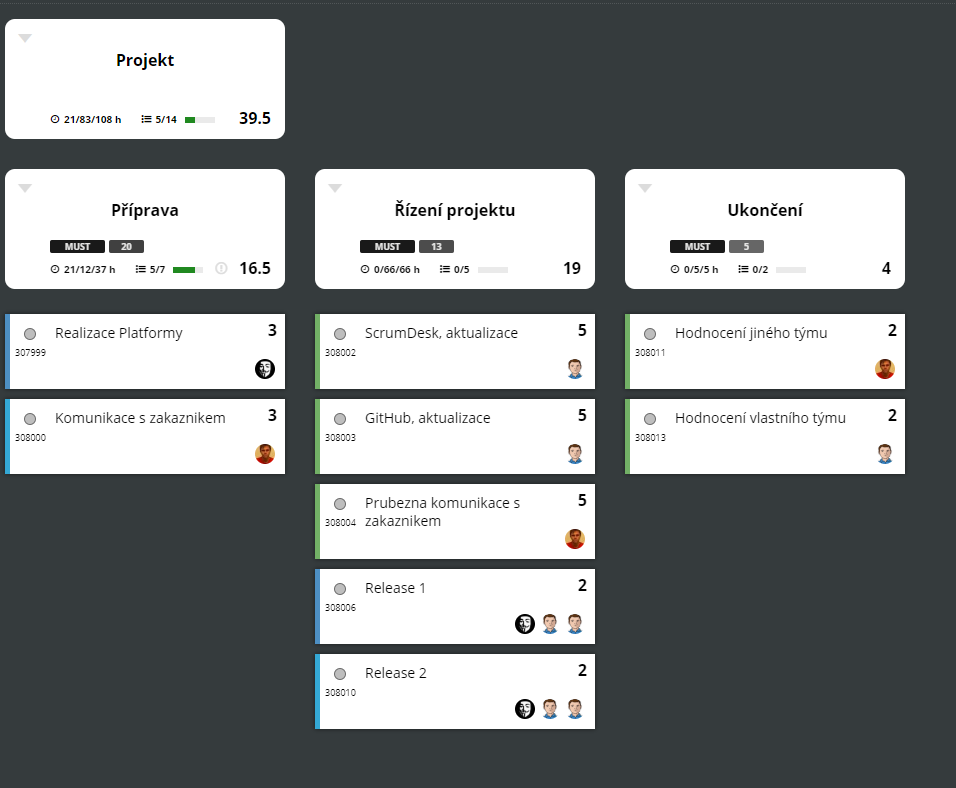 Projekt
21/83/108 h 5/14 39.5
Příprava
MUST 20
21/12/37 h 5/7 16.5
Řízení projektu
MUST 13
0/66/66 h 0/5 19
Ukončení
MUST 5
0/5/5 h 0/2 4
Realizace Platformy 3
307999
Komunikace s zakaznikem 3
308000
ScrumDesk, aktualizace 5
308002
GitHub, aktualizace 5
308003
Prubezna komunikace s 5
308004 zakaznikem
Release 1 2
308006
Release 2 2
308010
Hodnocení jiného týmu 2
308011
Hodnocení vlastního týmu 2
308013